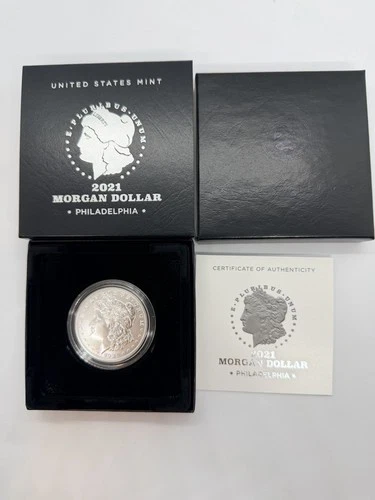 UNITED STATES MINT
E·PLURIBUS·UNUM
2021
MORGAN DOLLAR
★ PHILADELPHIA ★
CERTIFICATE OF AUTHENTICITY
E·PLURIBUS·UNUM
2021
MORGAN DOLLAR
★ PHILADELPHIA ★